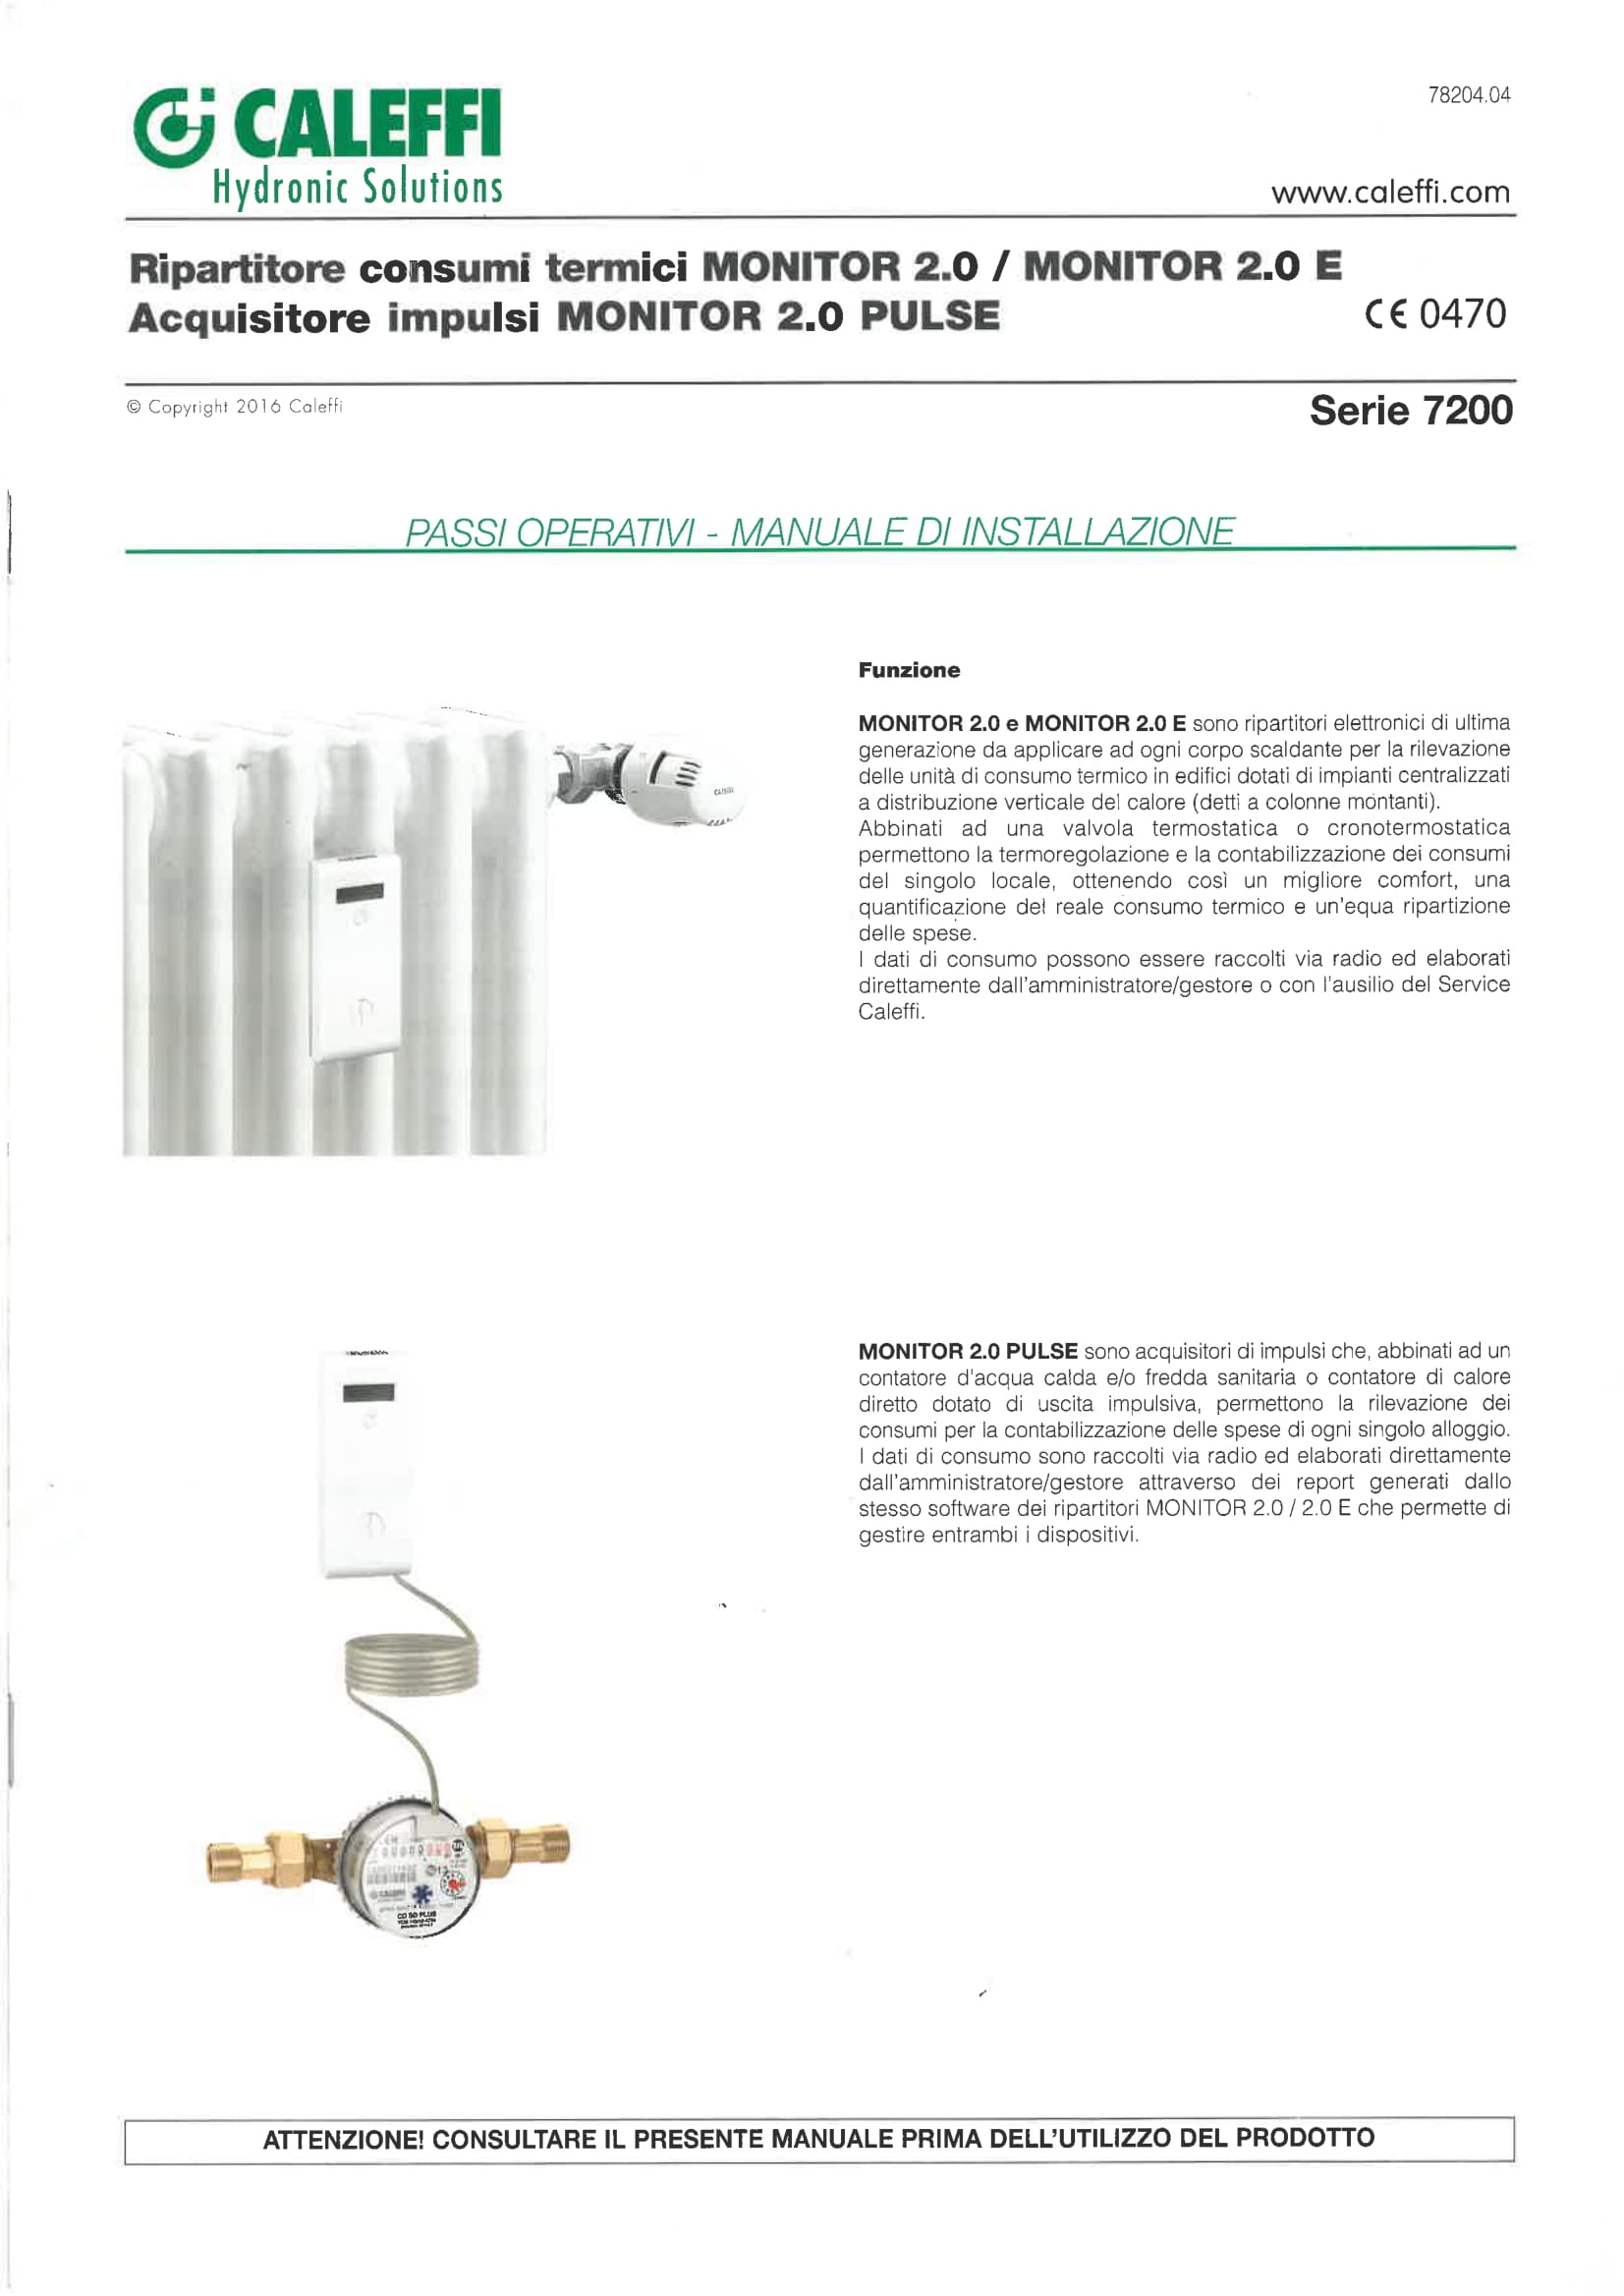 CALEFFI
Hydronic Solutions
78204.04
www.caleffi.com
Ripartitore consumi termici MONITOR 2.0 / MONITOR 2.0 E
Acquisitore impulsi MONITOR 2.0 PULSE
CE 0470
© Copyright 2016 Caleffi
Serie 7200
PASSI OPERATIVI - MANUALE DI INSTALLAZIONE
Funzione
MONITOR 2.0 e MONITOR 2.0 E sono ripartitori elettronici di ultima
generazione da applicare ad ogni corpo scaldante per la rilevazione
delle unità di consumo termico in edifici dotati di impianti centralizzati
a distribuzione verticale del calore (detti a colonne montanti).
Abbinati ad una valvola termostatica o cronotermostatica
permettono la termoregolazione e la contabilizzazione dei consumi
del singolo locale, ottenendo così un migliore comfort, una
quantificazione del reale consumo termico e un'equa ripartizione
delle spese.
I dati di consumo possono essere raccolti via radio ed elaborati
direttamente dall'amministratore/gestore o con l'ausilio del Service
Caleffi.
MONITOR 2.0 PULSE sono acquisitori di impulsi che, abbinati ad un
contatore d'acqua calda e/o fredda sanitaria o contatore di calore
diretto dotato di uscita impulsiva, permettono la rilevazione dei
consumi per la contabilizzazione delle spese di ogni singolo alloggio.
I dati di consumo sono raccolti via radio ed elaborati direttamente
dall'amministratore/gestore attraverso dei report generati dallo
stesso software dei ripartitori MONITOR 2.0 / 2.0 E che permette di
gestire entrambi i dispositivi.
CALEFFI
ATTENZIONE! CONSULTARE IL PRESENTE MANUALE PRIMA DELL'UTILIZZO DEL PRODOTTO